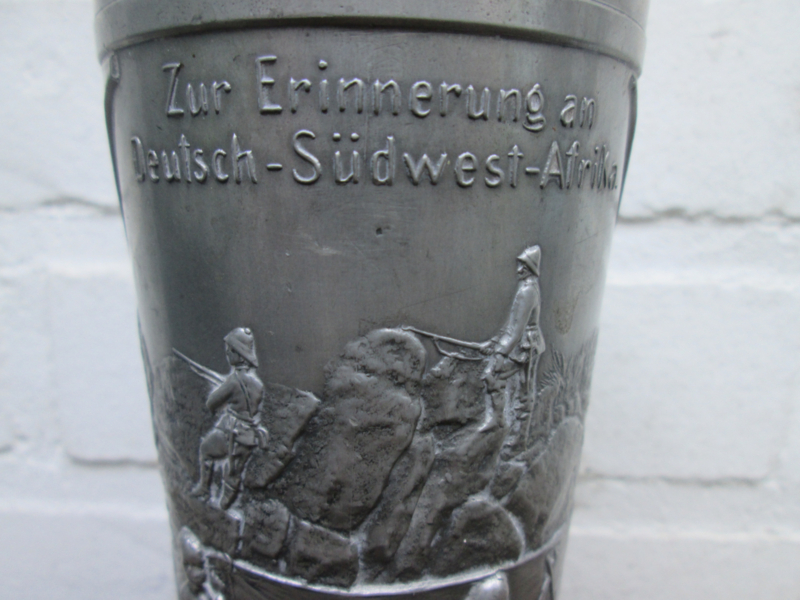 Zur Erinnerung an
Deutsch-Südwest-Afrika.